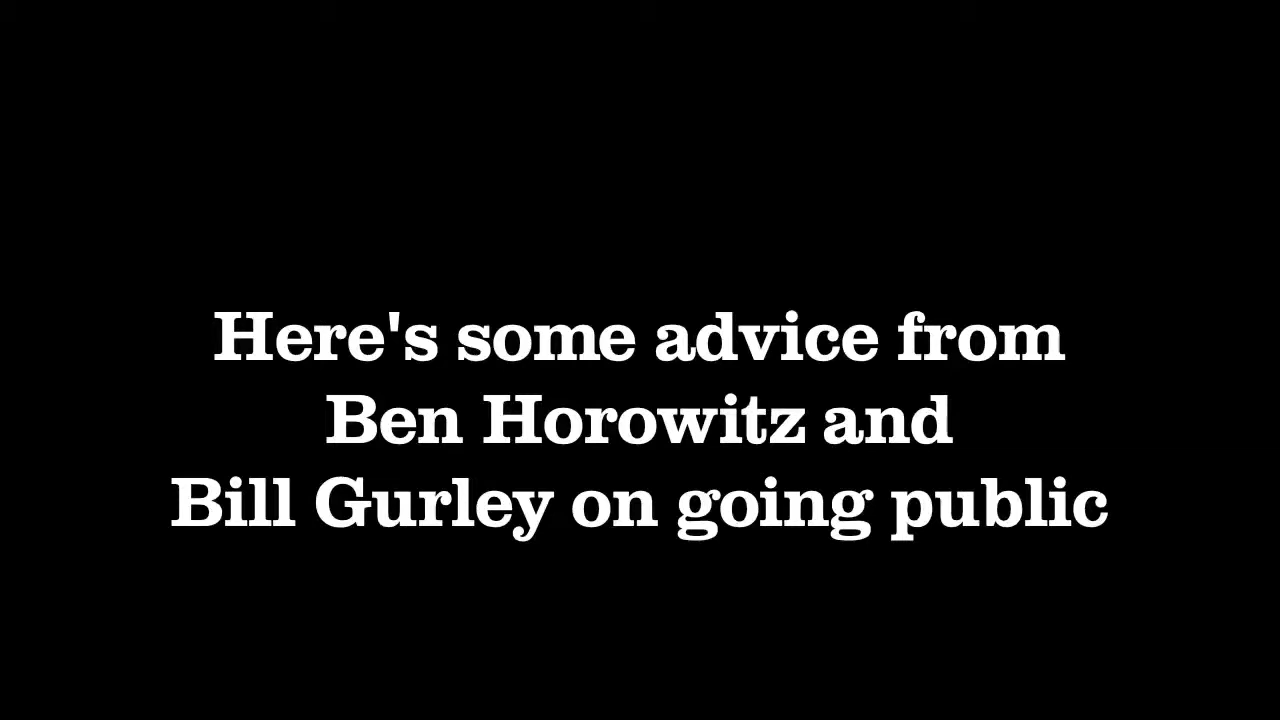 Here's some advice from
Ben Horowitz and
Bill Gurley on going public